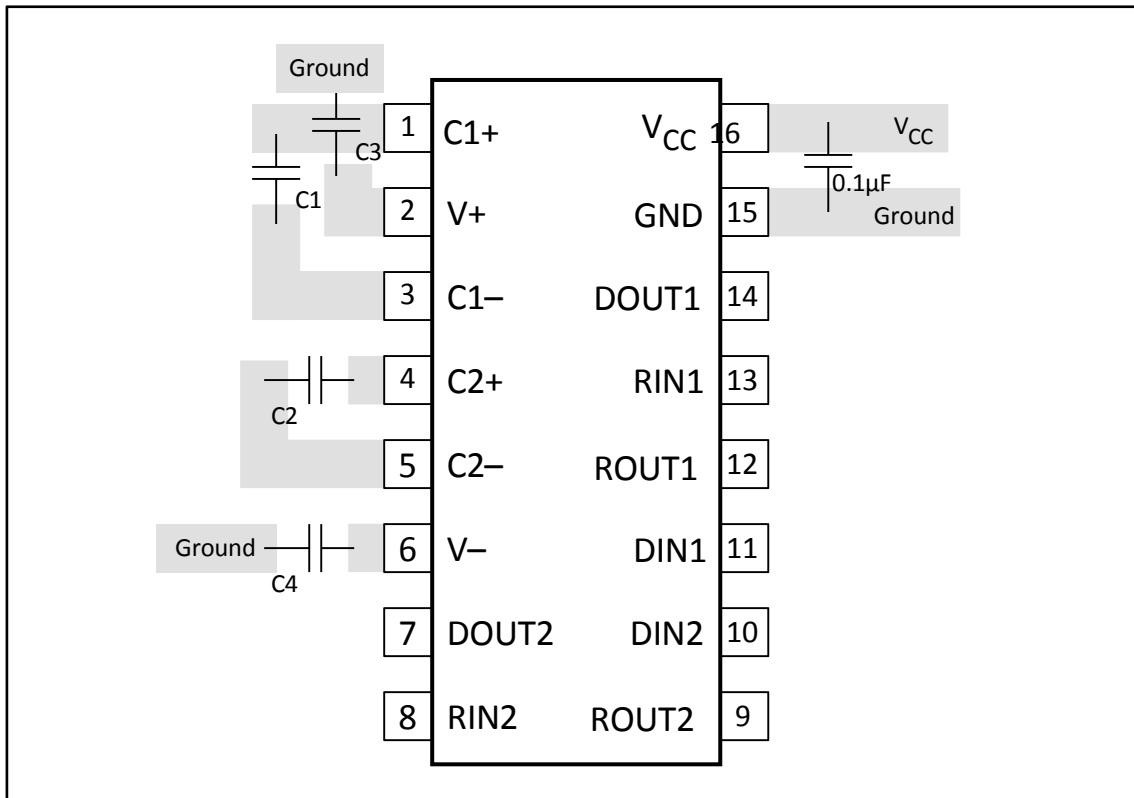 Ground
1 C1+ VCC 16 VCC
C3
0.1µF
C1
2 V+ GND 15 Ground
3 C1– DOUT1 14
4 C2+ RIN1 13
C2
5 C2– ROUT1 12
Ground 6 V– DIN1 11
C4
7 DOUT2 DIN2 10
8 RIN2 ROUT2 9